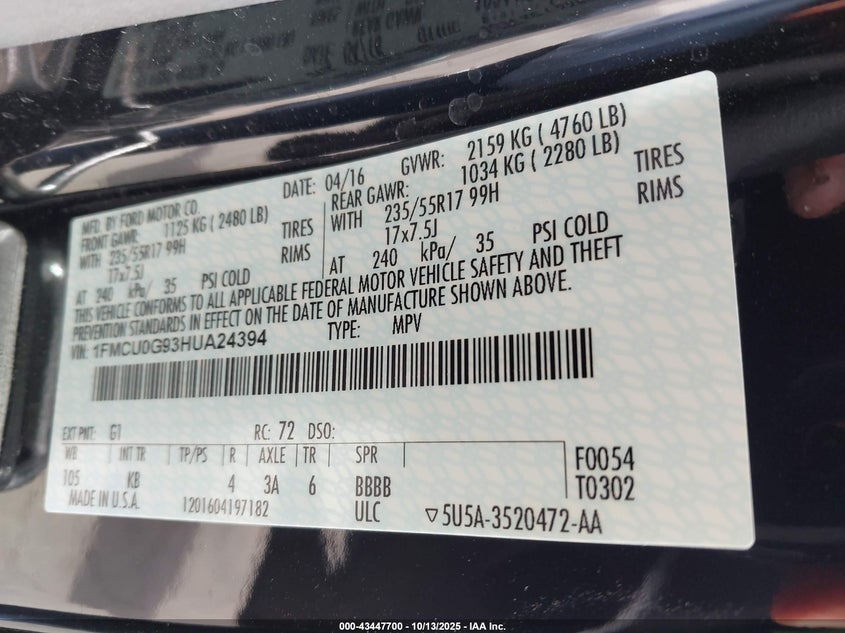 MFD. BY FORD MOTOR CO.
DATE: 04/16 GVWR: 2159 KG ( 4760 LB)
FRONT GAWR: 1125 KG ( 2480 LB)
REAR GAWR: 1034 KG ( 2280 LB)
WITH 235/55R17 99H TIRES
WITH 235/55R17 99H TIRES
17x7.5J RIMS
17x7.5J RIMS
AT 240 kPa/ 35 PSI COLD
AT 240 kPa/ 35 PSI COLD
THIS VEHICLE CONFORMS TO ALL APPLICABLE FEDERAL MOTOR VEHICLE SAFETY AND THEFT
PREVENTION STANDARDS IN EFFECT ON THE DATE OF MANUFACTURE SHOWN ABOVE.
VIN: 1FMCU0G93HUA24394 TYPE: MPV
EXT PNT: G1 RC: 72 DSO:
WB INT TR TP/PS R AXLE TR SPR
105 KB 4 3A 6 BBBB
F0054
T0302
MADE IN U.S.A. 1201604197182 ULC ▽5U5A-3520472-AA
000-43447700 - 10/13/2025 - IAA Inc.